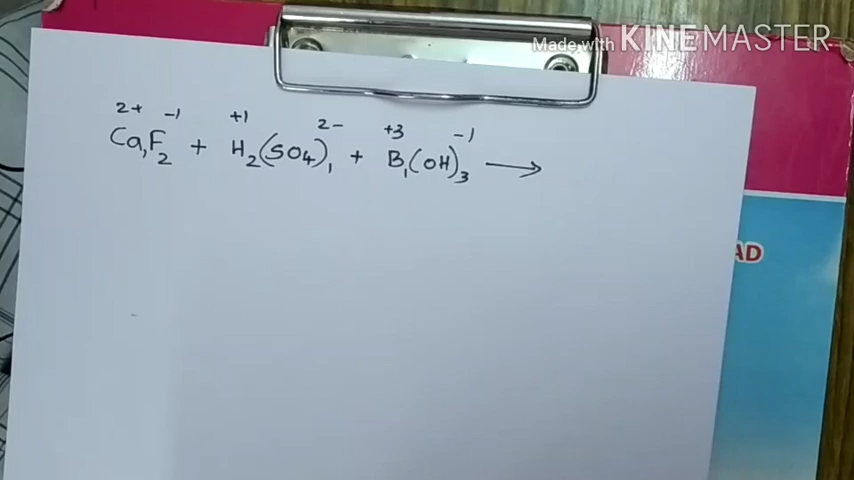 Made with KINEMASTER
2+ -1 +1 2- +3 -1
Ca₁F₂ + H₂(SO₄)₁ + B₁(OH)₃ ⟶
AD